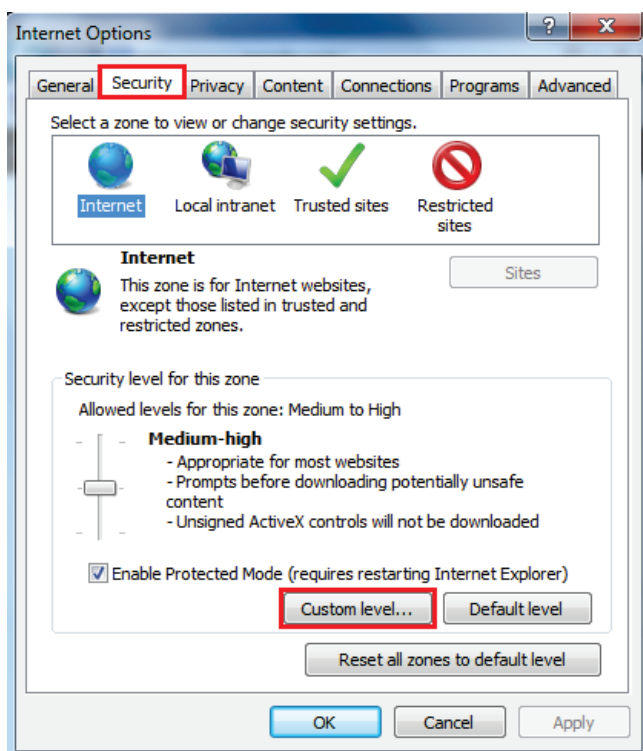 Internet Options
?
X
General Security Privacy Content Connections Programs Advanced
Select a zone to view or change security settings.
Internet Local intranet Trusted sites Restricted
sites
Internet
Sites
This zone is for Internet websites,
except those listed in trusted and
restricted zones.
Security level for this zone
Allowed levels for this zone: Medium to High
Medium-high
- Appropriate for most websites
- Prompts before downloading potentially unsafe
content
- Unsigned ActiveX controls will not be downloaded
Enable Protected Mode (requires restarting Internet Explorer)
Custom level... Default level
Reset all zones to default level
OK Cancel Apply